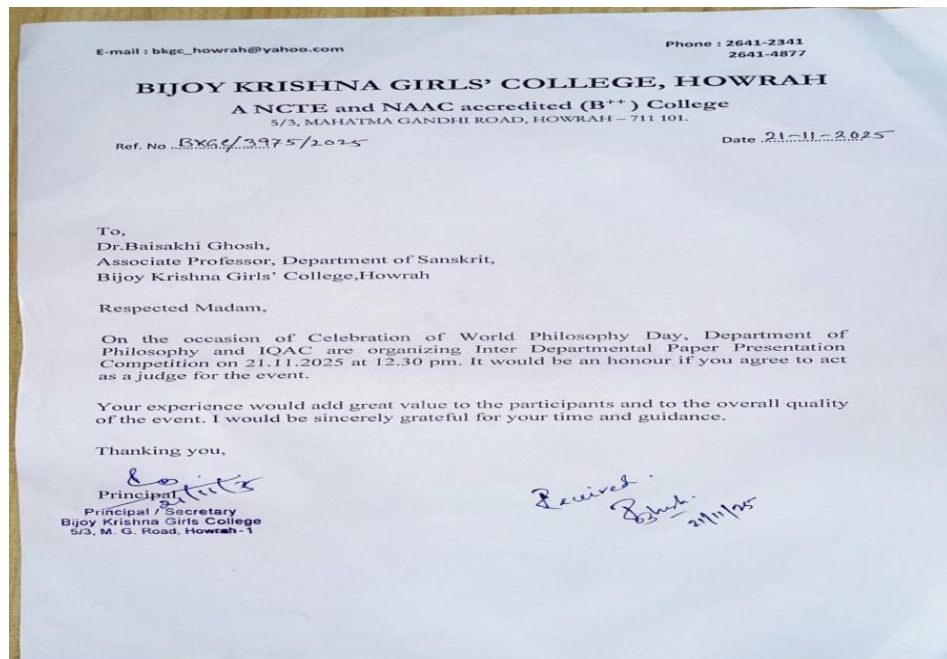 E-mail : bkgc_howrah@yahoo.com
Phone : 2641-2341
2641-4877
BIJOY KRISHNA GIRLS' COLLEGE, HOWRAH
A NCTE and NAAC accredited (B++) College
5/3, MAHATMA GANDHI ROAD, HOWRAH – 711 101.
Ref. No. BKGC/3975/2025
Date 21-11-2025
To,
Dr.Baisakhi Ghosh,
Associate Professor, Department of Sanskrit,
Bijoy Krishna Girls' College,Howrah
Respected Madam,
On the occasion of Celebration of World Philosophy Day, Department of
Philosophy and IQAC are organizing Inter Departmental Paper Presentation
Competition on 21.11.2025 at 12.30 pm. It would be an honour if you agree to act
as a judge for the event.
Your experience would add great value to the participants and to the overall quality
of the event. I would be sincerely grateful for your time and guidance.
Thanking you,
Principal
Principal / Secretary
Bijoy Krishna Girls College
5/3, M. G. Road, Howrah-1
Received.
21/11/25